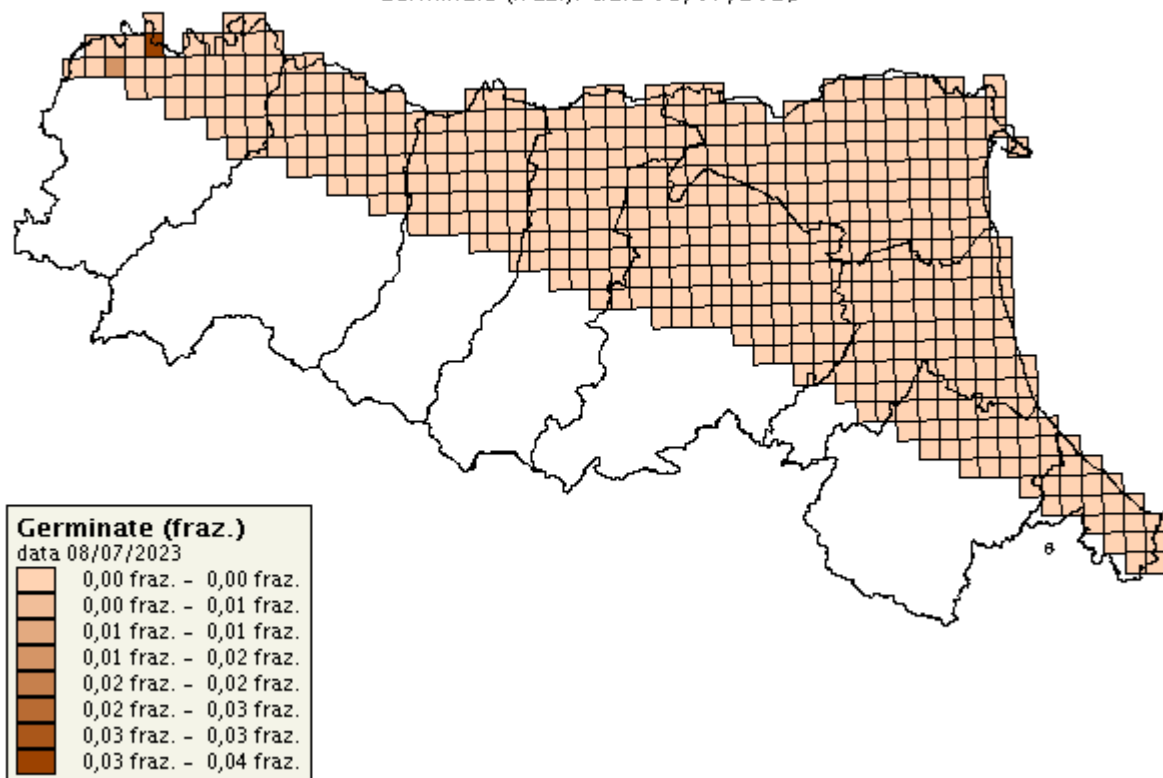 Germinate (fraz.)
data 08/07/2023
0,00 fraz. – 0,00 fraz.
0,00 fraz. – 0,01 fraz.
0,01 fraz. – 0,01 fraz.
0,01 fraz. – 0,02 fraz.
0,02 fraz. – 0,02 fraz.
0,02 fraz. – 0,03 fraz.
0,03 fraz. – 0,03 fraz.
0,03 fraz. – 0,04 fraz.